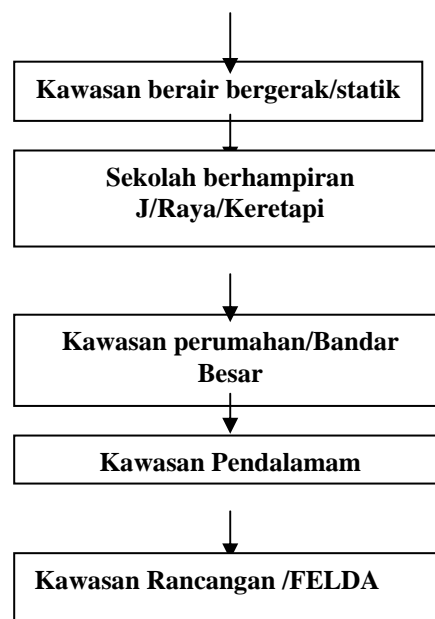 Kawasan berair bergerak/statik
Sekolah berhampiran
J/Raya/Keretapi
Kawasan perumahan/Bandar
Besar
Kawasan Pendalamam
Kawasan Rancangan /FELDA